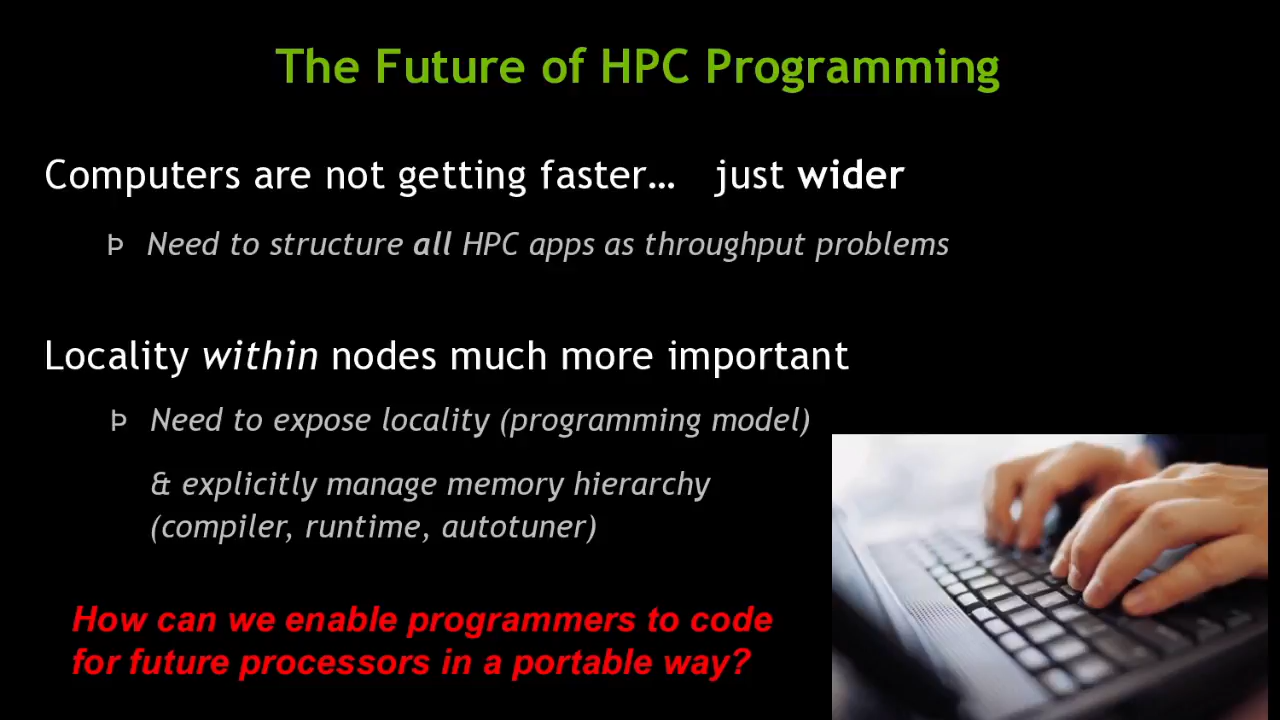 The Future of HPC Programming
Computers are not getting faster… just wider
Þ Need to structure all HPC apps as throughput problems
Locality within nodes much more important
Þ Need to expose locality (programming model)
& explicitly manage memory hierarchy
(compiler, runtime, autotuner)
How can we enable programmers to code
for future processors in a portable way?